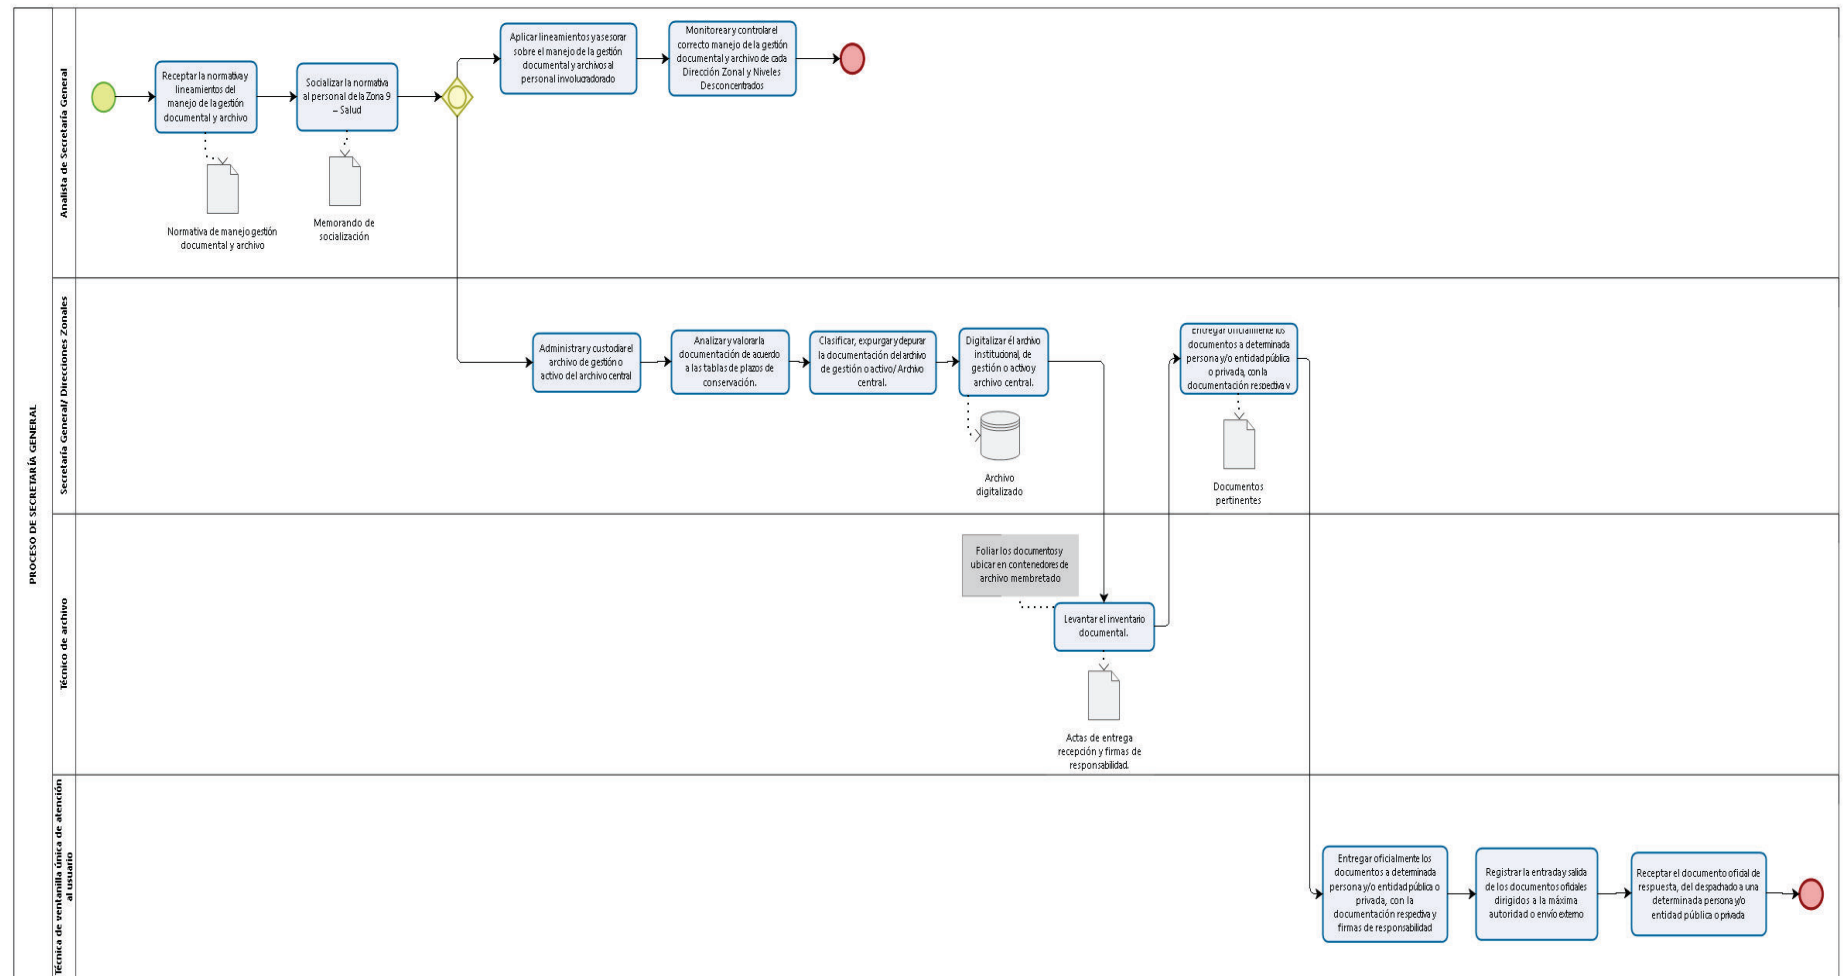 PROCESO DE SECRETARÍA GENERAL
Analista de Secretaría General
Receptar la normativa y
lineamientos del
manejo de la gestión
documental y archivo
Normativa de manejo gestión
documental y archivo
Socializar la normativa
al personal de la Zona 9
– Salud
Memorando de
socialización
Aplicar lineamientos y asesorar
sobre el manejo de la gestión
documental y archivos al
personal involucradorado
Monitorear y controlar el
correcto manejo de la gestión
documental y archivo de cada
Dirección Zonal y Niveles
Desconcentrados
Secretaría General/ Direcciones Zonales
Administrar y custodiar el
archivo de gestión o
activo del archivo central
Analizar y valorar la
documentación de acuerdo
a las tablas de plazos de
conservación.
Clasificar, expurgar y depurar
la documentación del archivo
de gestión o activo/ Archivo
central.
Digitalizar él archivo
institucional, de
gestión o activo y
archivo central.
Archivo
digitalizado
Entregar oficialmente los
documentos a determinada
persona y/o entidad pública
o privada, con la
documentación respectiva y
Documentos
pertinentes
Técnico de archivo
Foliar los documentos y
ubicar en contenedores de
archivo membretado
Levantar el inventario
documental.
Actas de entrega
recepción y firmas de
responsabilidad.
Técnica de ventanilla única de atención
al usuario
Entregar oficialmente los
documentos a determinada
persona y/o entidad pública o
privada, con la
documentación respectiva y
firmas de responsabilidad
Registrar la entrada y salida
de los documentos oficiales
dirigidos a la máxima
autoridad o envío externo
Receptar el documento oficial de
respuesta, del despachado a una
determinada persona y/o
entidad pública o privada